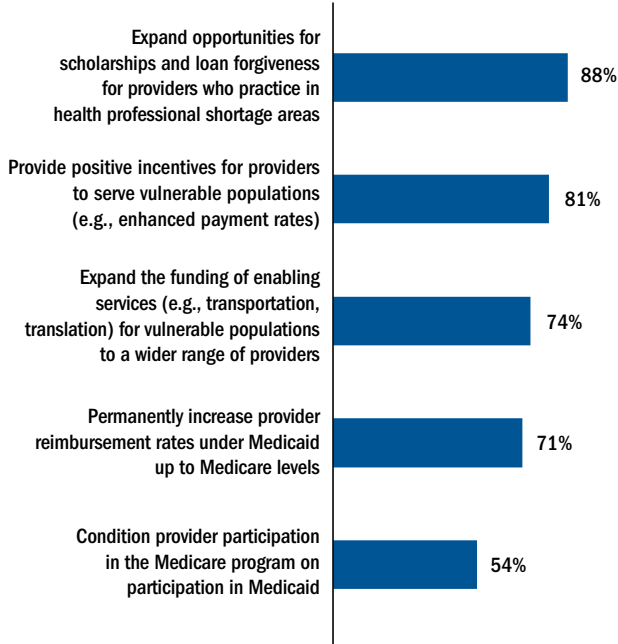 Expand opportunities for
scholarships and loan forgiveness
for providers who practice in
health professional shortage areas
88%
Provide positive incentives for providers
to serve vulnerable populations
(e.g., enhanced payment rates)
81%
Expand the funding of enabling
services (e.g., transportation,
translation) for vulnerable populations
to a wider range of providers
74%
Permanently increase provider
reimbursement rates under Medicaid
up to Medicare levels
71%
Condition provider participation
in the Medicare program on
participation in Medicaid
54%